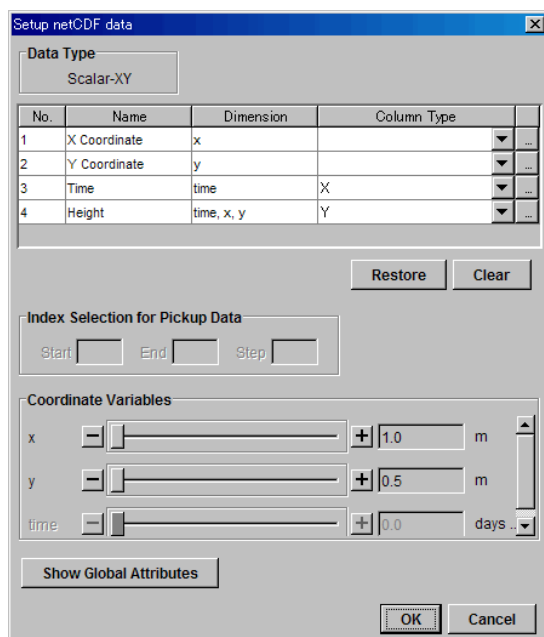 Setup netCDF data
Data Type
Scalar-XY
No. Name Dimension Column Type
1 X Coordinate x ...
2 Y Coordinate y ...
3 Time time X ...
4 Height time, x, y Y ...
Restore Clear
Index Selection for Pickup Data
Start End Step
Coordinate Variables
x 1.0 m
y 0.5 m
time 0.0 days ..
Show Global Attributes
OK Cancel